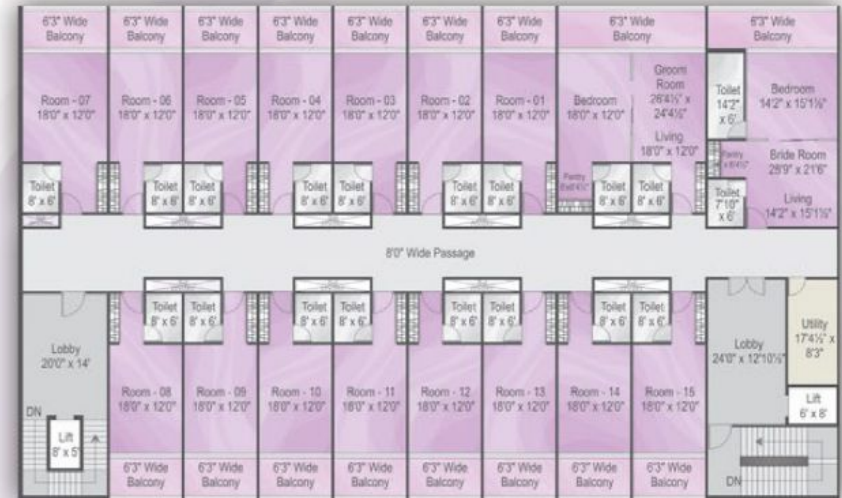 6'3" Wide
Balcony
6'3" Wide
Balcony
6'3" Wide
Balcony
6'3" Wide
Balcony
6'3" Wide
Balcony
6'3" Wide
Balcony
6'3" Wide
Balcony
6'3" Wide
Balcony
6'3" Wide
Balcony
Room - 07
18'0" x 12'0"
Room - 06
18'0" x 12'0"
Room - 05
18'0" x 12'0"
Room - 04
18'0" x 12'0"
Room - 03
18'0" x 12'0"
Room - 02
18'0" x 12'0"
Room - 01
18'0" x 12'0"
Bedroom
18'0" x 12'0"
Groom
Room
26'4½" x
24'4½"
Living
18'0" x 12'0"
Toilet
14'2"
x 6'
Bedroom
14'2" x 15'1½"
Pantry
Pantry
Bride Room
28'9" x 21'6"
Living
14'2" x 15'1½"
Toilet
8' x 6'
Toilet
8' x 6'
Toilet
8' x 6'
Toilet
8' x 6'
Toilet
8' x 6'
Toilet
8' x 6'
Toilet
8' x 6'
Toilet
8' x 6'
Toilet
8' x 6'
Toilet
7'10"
x 6'
8'0" Wide Passage
Toilet
8' x 6'
Toilet
8' x 6'
Toilet
8' x 6'
Toilet
8' x 6'
Toilet
8' x 6'
Toilet
8' x 6'
Toilet
8' x 6'
Toilet
8' x 6'
Lobby
20'0" x 14'
Room - 08
18'0" x 12'0"
Room - 09
18'0" x 12'0"
Room - 10
18'0" x 12'0"
Room - 11
18'0" x 12'0"
Room - 12
18'0" x 12'0"
Room - 13
18'0" x 12'0"
Room - 14
18'0" x 12'0"
Room - 15
18'0" x 12'0"
Lobby
24'0" x 12'10½"
Utility
17'4½" x
8'3"
DN
Lift
8' x 5'
Lift
6' x 8'
6'3" Wide
Balcony
6'3" Wide
Balcony
6'3" Wide
Balcony
6'3" Wide
Balcony
6'3" Wide
Balcony
6'3" Wide
Balcony
6'3" Wide
Balcony
6'3" Wide
Balcony
DN